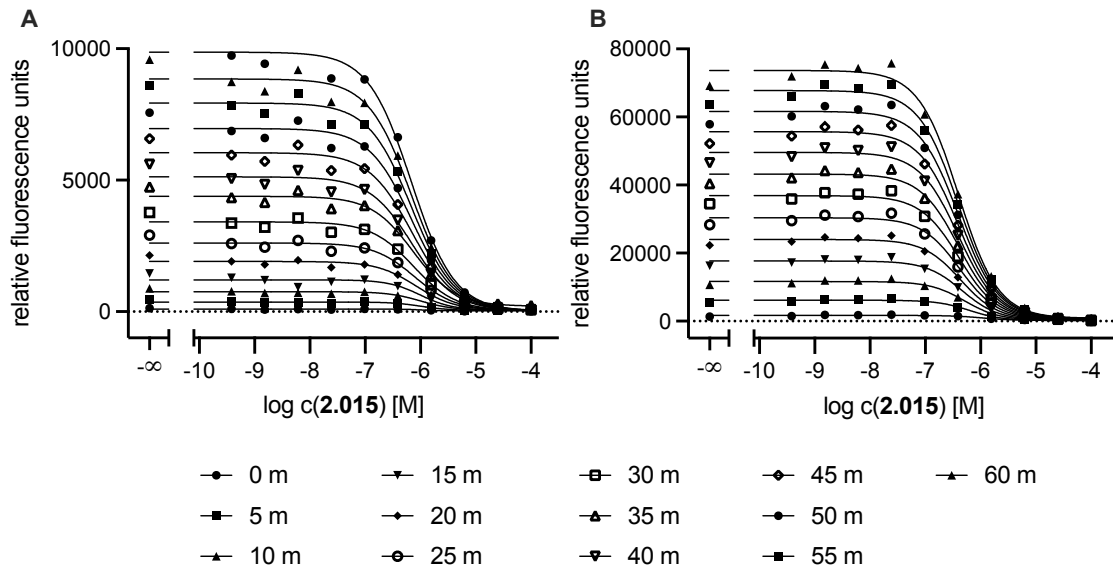 A
relative fluorescence units
10000
5000
0
-∞
-10
-9
-8
-7
-6
-5
-4
log c(2.015) [M]
B
relative fluorescence units
80000
60000
40000
20000
0
-∞
-10
-9
-8
-7
-6
-5
-4
log c(2.015) [M]
0 m
15 m
30 m
45 m
60 m
5 m
20 m
35 m
50 m
10 m
25 m
40 m
55 m